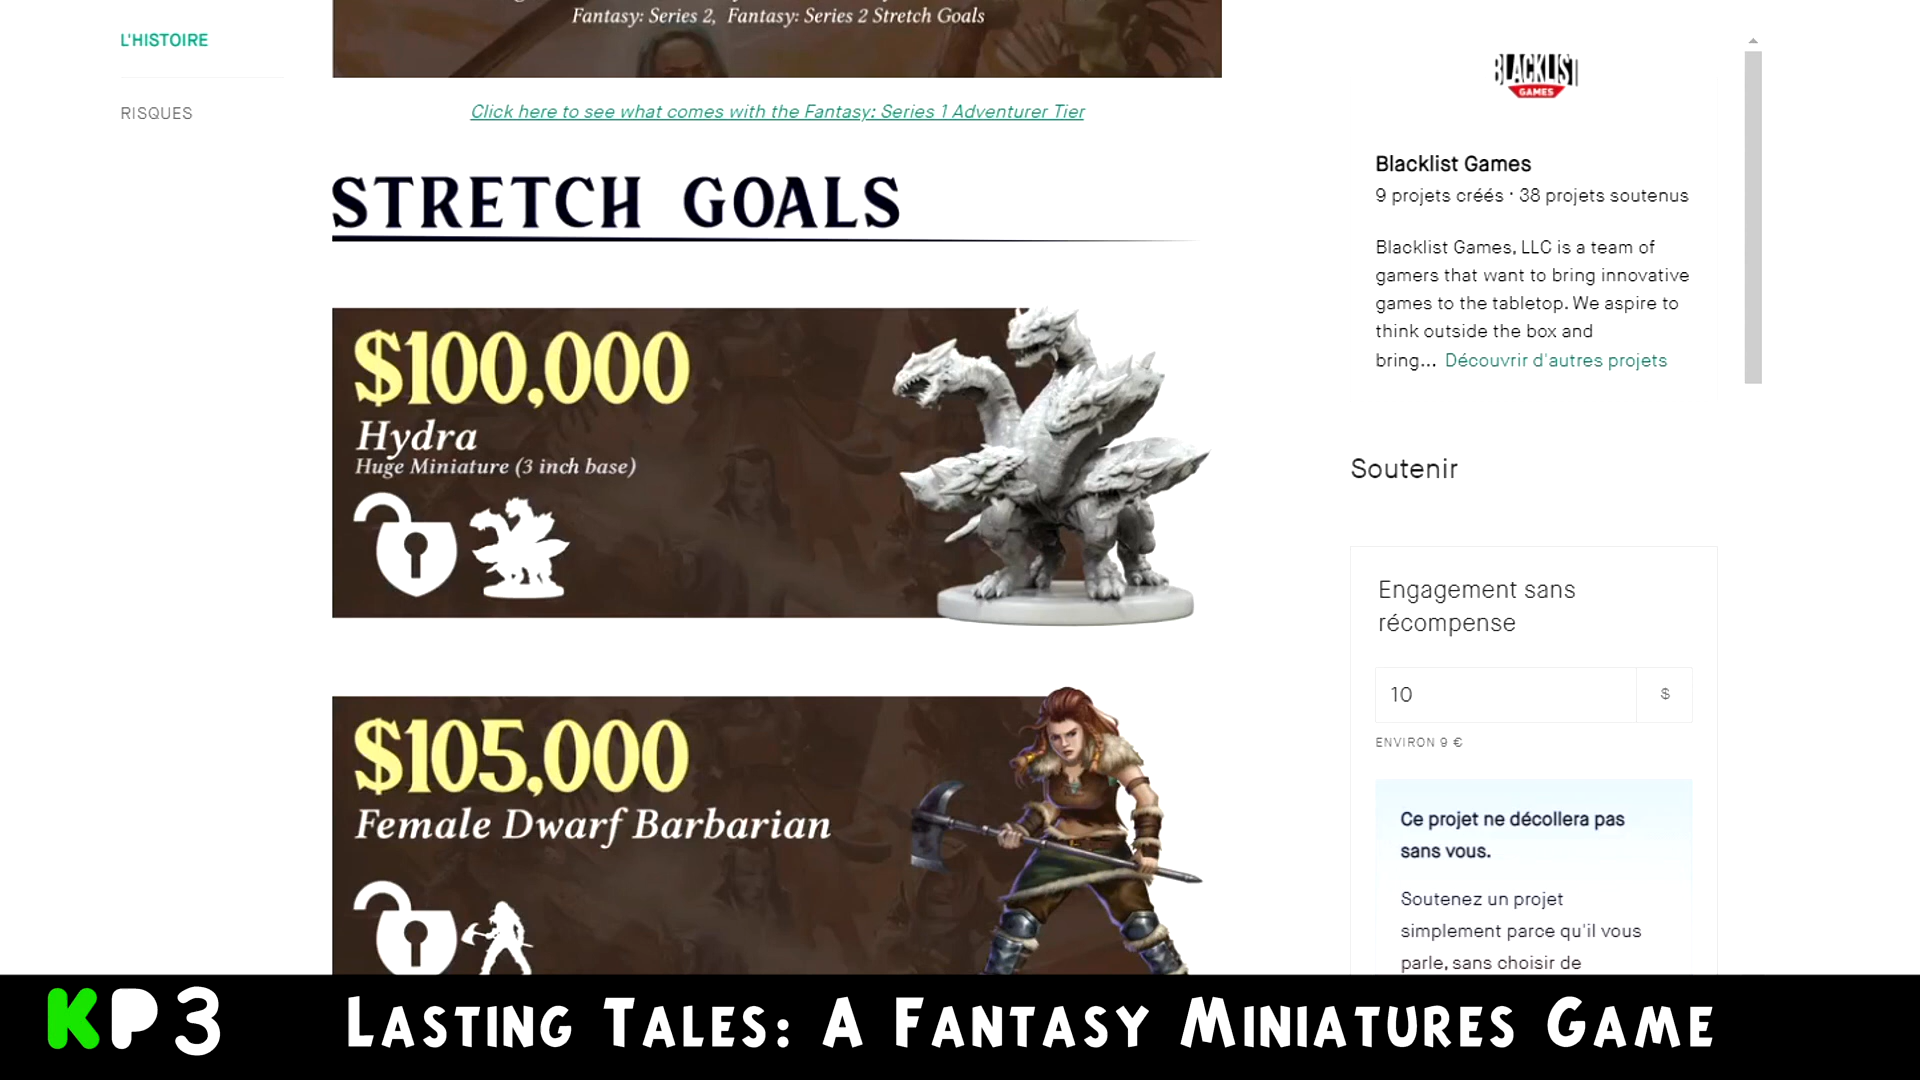 Fantasy: Series 2, Fantasy: Series 2 Stretch Goals
L'HISTOIRE
RISQUES
Click here to see what comes with the Fantasy: Series 1 Adventurer Tier
STRETCH GOALS
$100,000
Hydra
Huge Miniature (3 inch base)
$105,000
Female Dwarf Barbarian
BLACKLIST
GAMES
Blacklist Games
9 projets créés · 38 projets soutenus
Blacklist Games, LLC is a team of
gamers that want to bring innovative
games to the tabletop. We aspire to
think outside the box and
bring... Découvrir d'autres projets
Soutenir
Engagement sans
récompense
10 $
ENVIRON 9 €
Ce projet ne décollera pas
sans vous.
Soutenez un projet
simplement parce qu'il vous
parle, sans choisir de
KP3 LASTING TALES: A FANTASY MINIATURES GAME